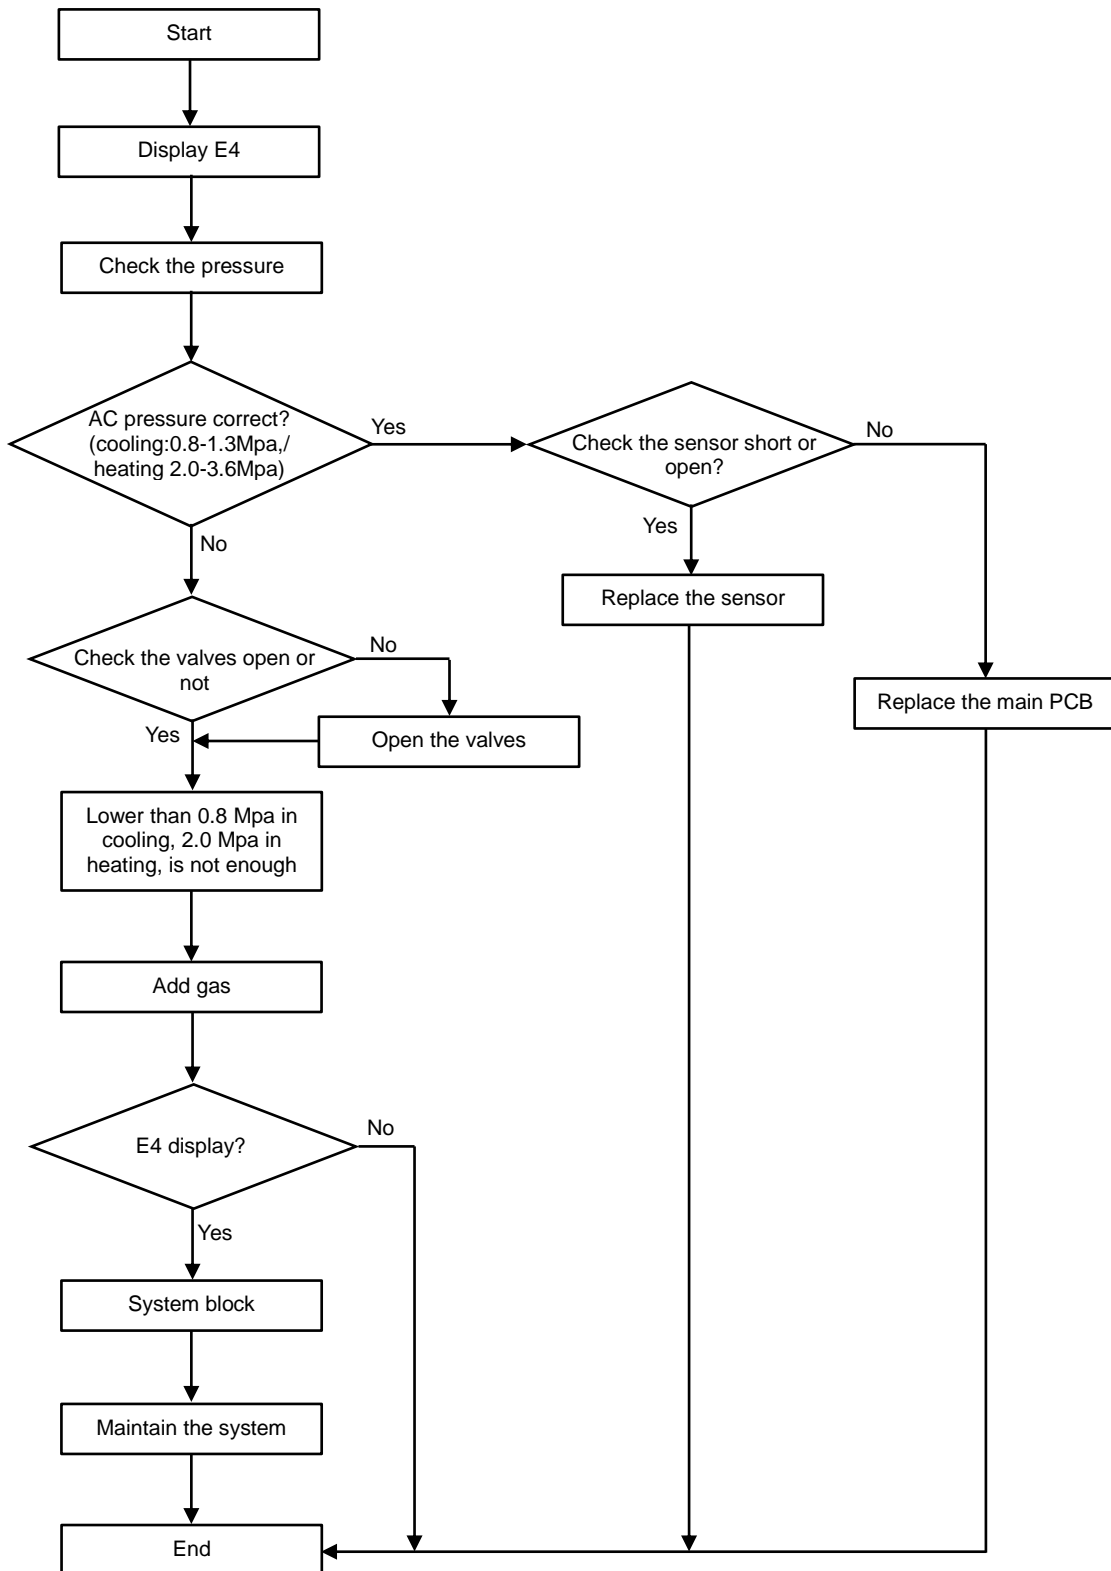 Start
Display E4
Check the pressure
AC pressure correct?
(cooling:0.8-1.3Mpa,/
heating 2.0-3.6Mpa)
Yes
Check the sensor short or
open?
No
No
Yes
Replace the sensor
Check the valves open or
not
No
Replace the main PCB
Yes
Open the valves
Lower than 0.8 Mpa in
cooling, 2.0 Mpa in
heating, is not enough
Add gas
E4 display?
No
Yes
System block
Maintain the system
End